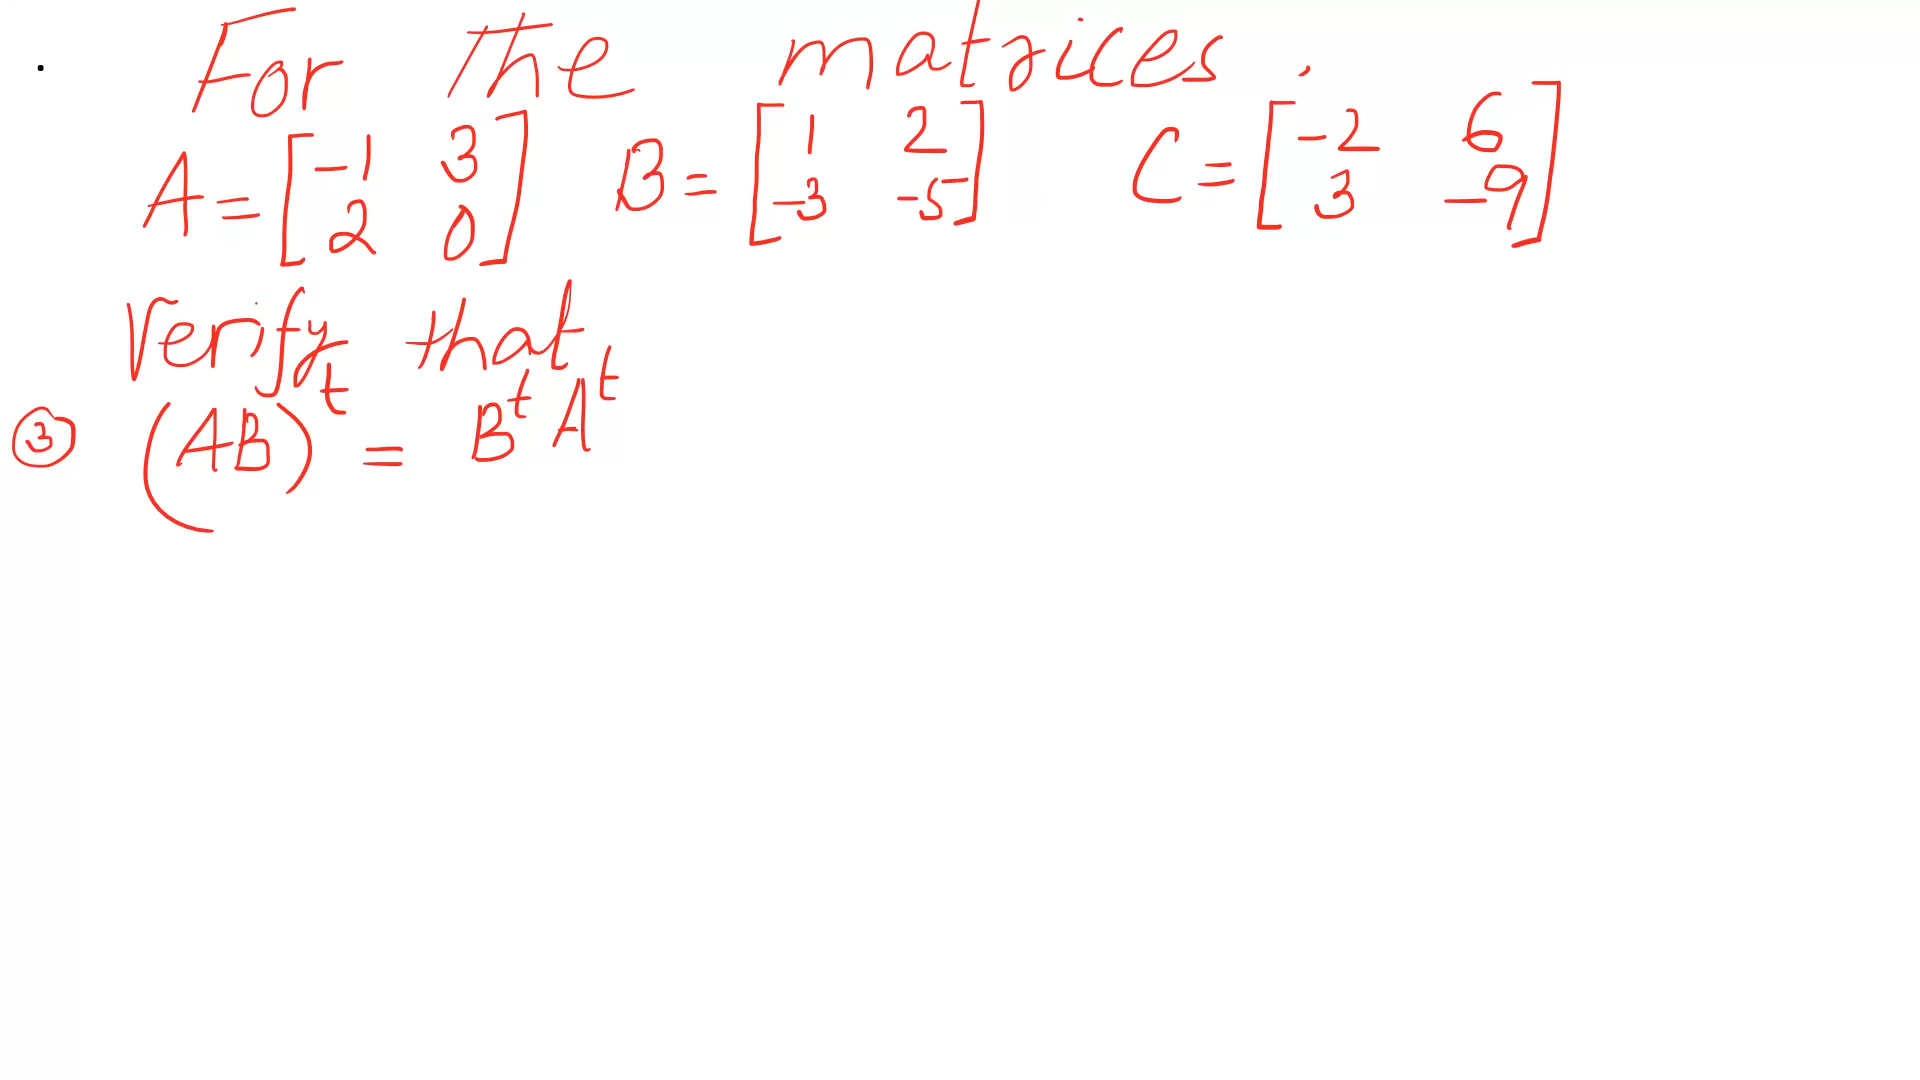 For the matrices.
A = [-1 3 2 0] B = [1 2 -3 -5] C = [-2 6 3 -9]
Verify that
③ (AB)^t = B^t A^t